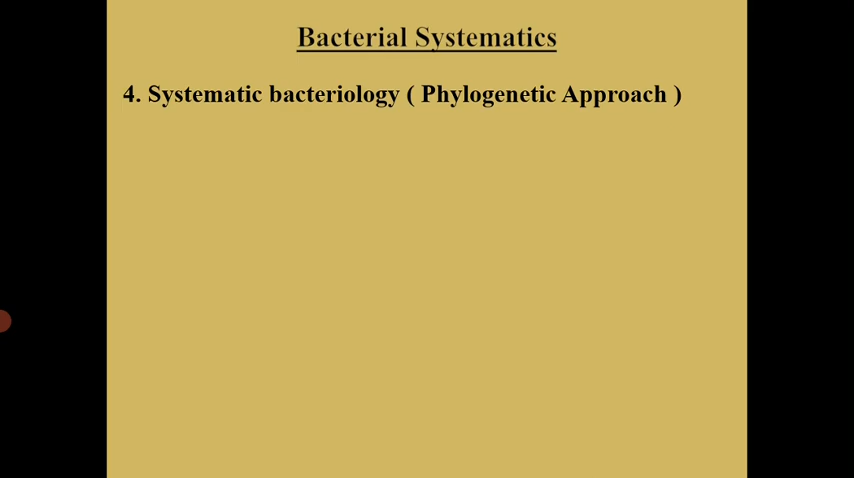 Bacterial Systematics
4. Systematic bacteriology ( Phylogenetic Approach )